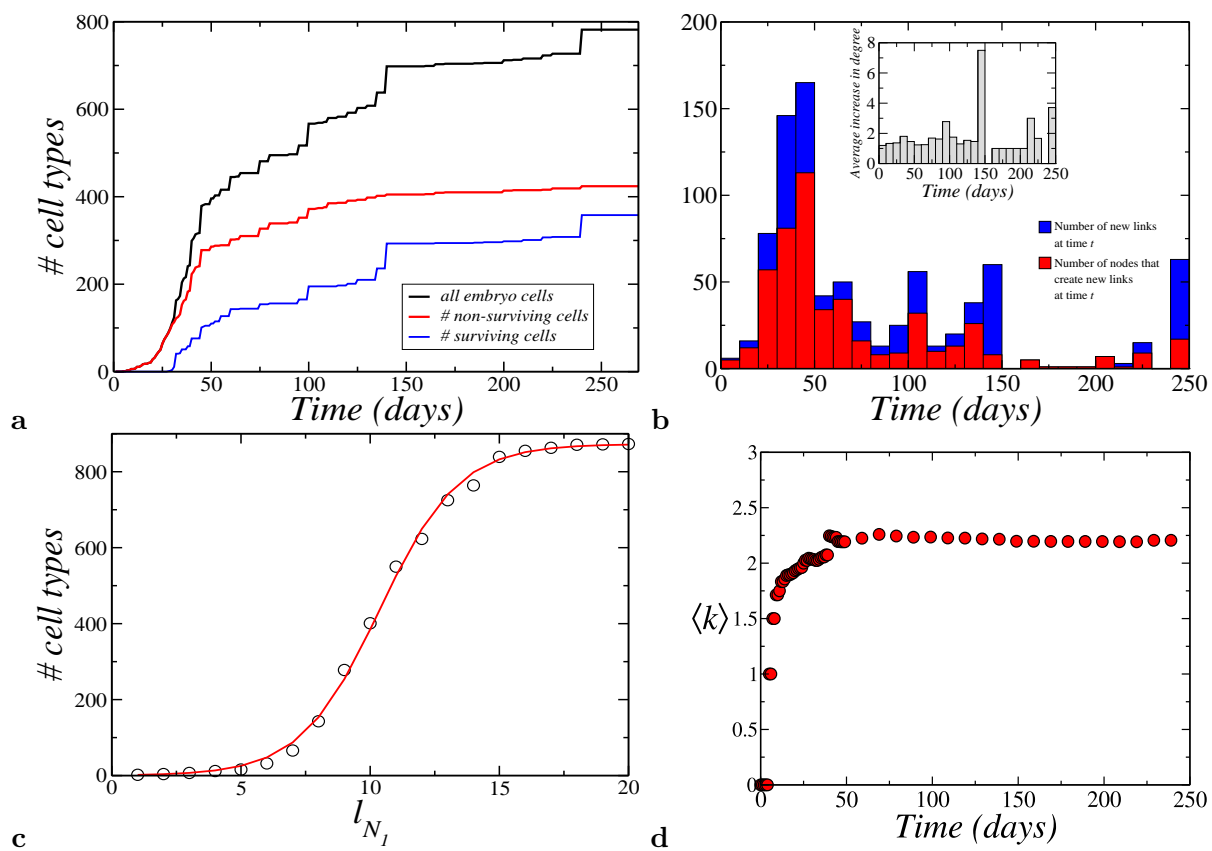 800
600
400
200
0
# cell types
0 50 100 150 200 250
Time (days)
all embryo cells
# non-surviving cells
# surviving cells
a
200
150
100
50
0
0 50 100 150 200 250
Time (days)
Number of new links
at time t
Number of nodes that
create new links
at time t
8
6
4
2
0
Average increase in degree
0 50 100 150 200 250
Time (days)
b
800
600
400
200
0
# cell types
0 5 10 15 20
l_{N_1}
c
3
2.5
2
1.5
1
0.5
0
⟨k⟩
0 50 100 150 200 250
Time (days)
d